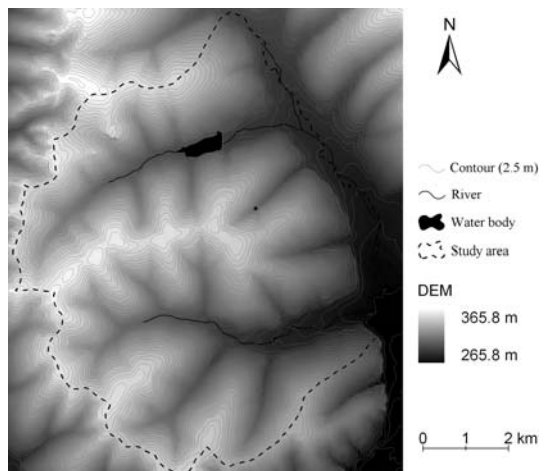 N
Contour (2.5 m)
River
Water body
Study area
DEM
365.8 m
265.8 m
0 1 2 km